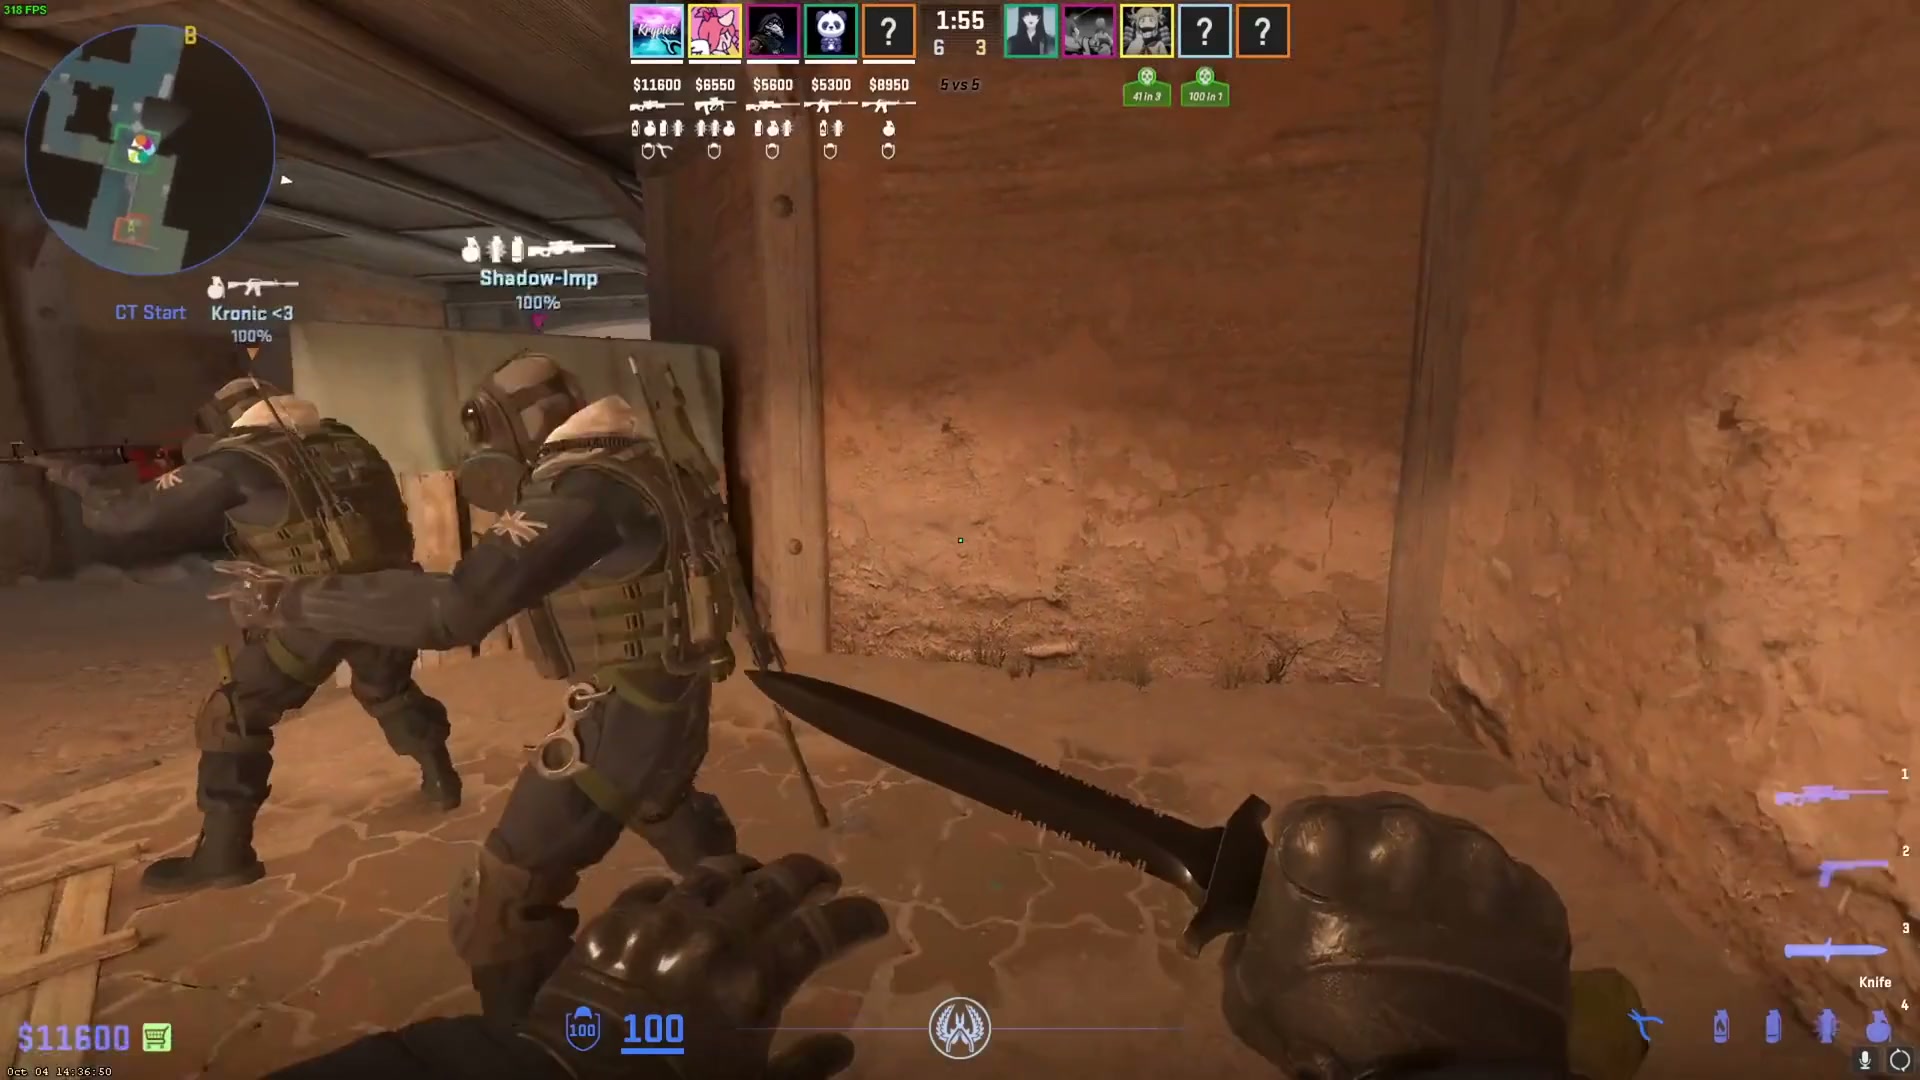 318 FPS
B
Kryptek
?
1:55
6 3
?
?
$11600 $6550 $5600 $5300 $8950
5 vs 5
41 in 3
100 in 1
Shadow-Imp
100%
CT Start
Kronic <3
100%
1
2
3
Knife
4
$11600
100
100
Oct 04 14:36:50